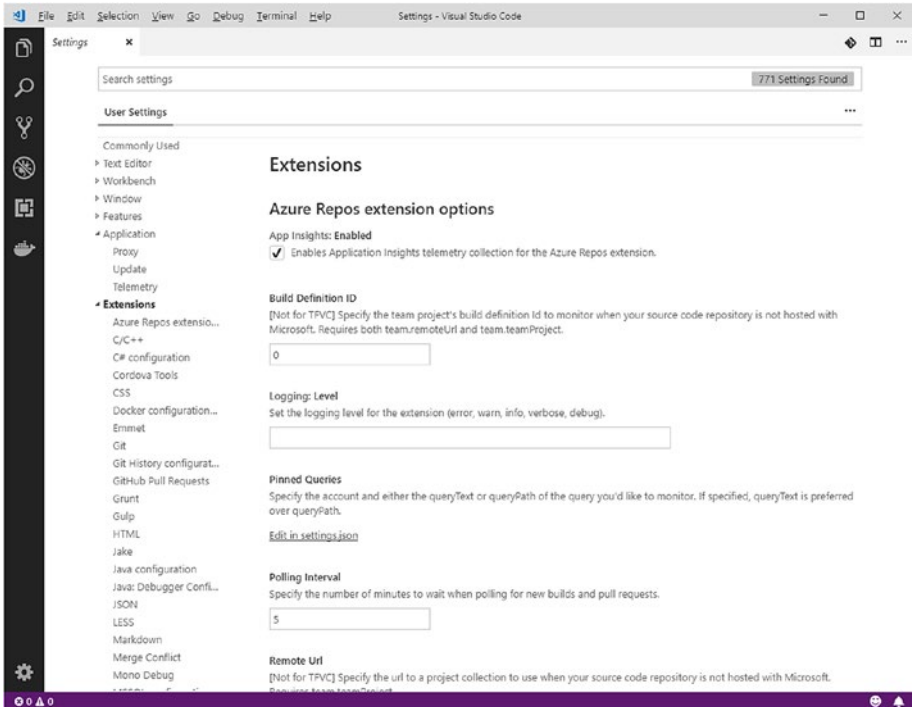 File Edit Selection View Go Debug Terminal Help Settings - Visual Studio Code
Settings
Search settings 771 Settings Found
User Settings
Commonly Used
Text Editor
Workbench
Window
Features
Application
Proxy
Update
Telemetry
Extensions
Azure Repos extensio...
C/C++
C# configuration
Cordova Tools
CSS
Docker configuration...
Emmet
Git
Git History configurat...
GitHub Pull Requests
Grunt
Gulp
HTML
Jake
Java configuration
Java: Debugger Confi...
JSON
LESS
Markdown
Merge Conflict
Mono Debug
Extensions
Azure Repos extension options
App Insights: Enabled
Enables Application Insights telemetry collection for the Azure Repos extension.
Build Definition ID
[Not for TFVC] Specify the team project's build definition Id to monitor when your source code repository is not hosted with
Microsoft. Requires both team.remoteUrl and team.teamProject.
0
Logging: Level
Set the logging level for the extension (error, warn, info, verbose, debug).
Pinned Queries
Specify the account and either the queryText or queryPath of the query you'd like to monitor. If specified, queryText is preferred
over queryPath.
Edit in settings.json
Polling Interval
Specify the number of minutes to wait when polling for new builds and pull requests.
5
Remote Url
[Not for TFVC] Specify the url to a project collection to use when your source code repository is not hosted with Microsoft.
Requires team.teamProject.
0 0